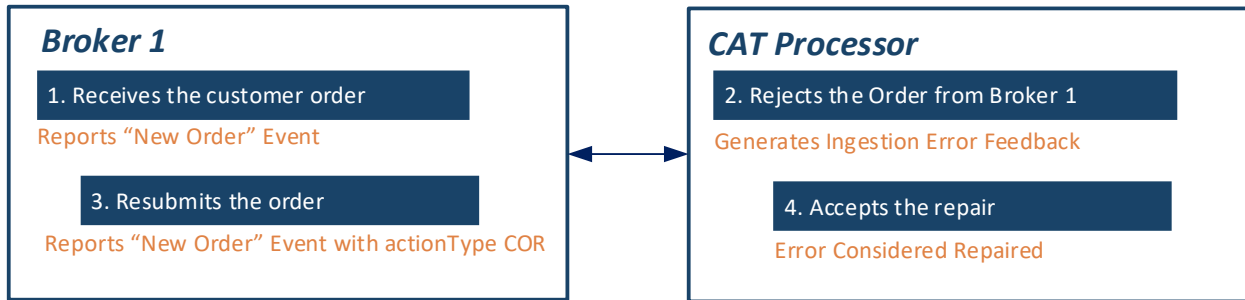 Broker 1
1. Receives the customer order
Reports “New Order” Event
3. Resubmits the order
Reports “New Order” Event with actionType COR
CAT Processor
2. Rejects the Order from Broker 1
Generates Ingestion Error Feedback
4. Accepts the repair
Error Considered Repaired